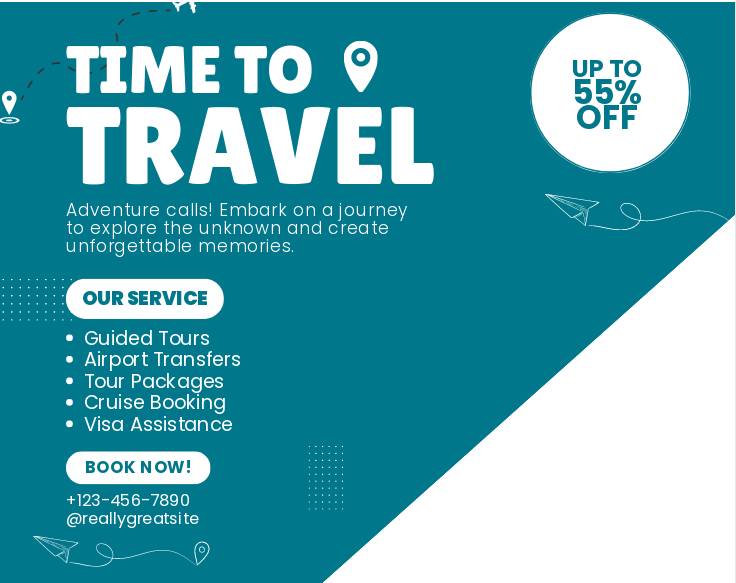 TIME TO
TRAVEL
UP TO
55%
OFF
Adventure calls! Embark on a journey
to explore the unknown and create
unforgettable memories.
OUR SERVICE
• Guided Tours
• Airport Transfers
• Tour Packages
• Cruise Booking
• Visa Assistance
BOOK NOW!
+123-456-7890
@reallygreatsite